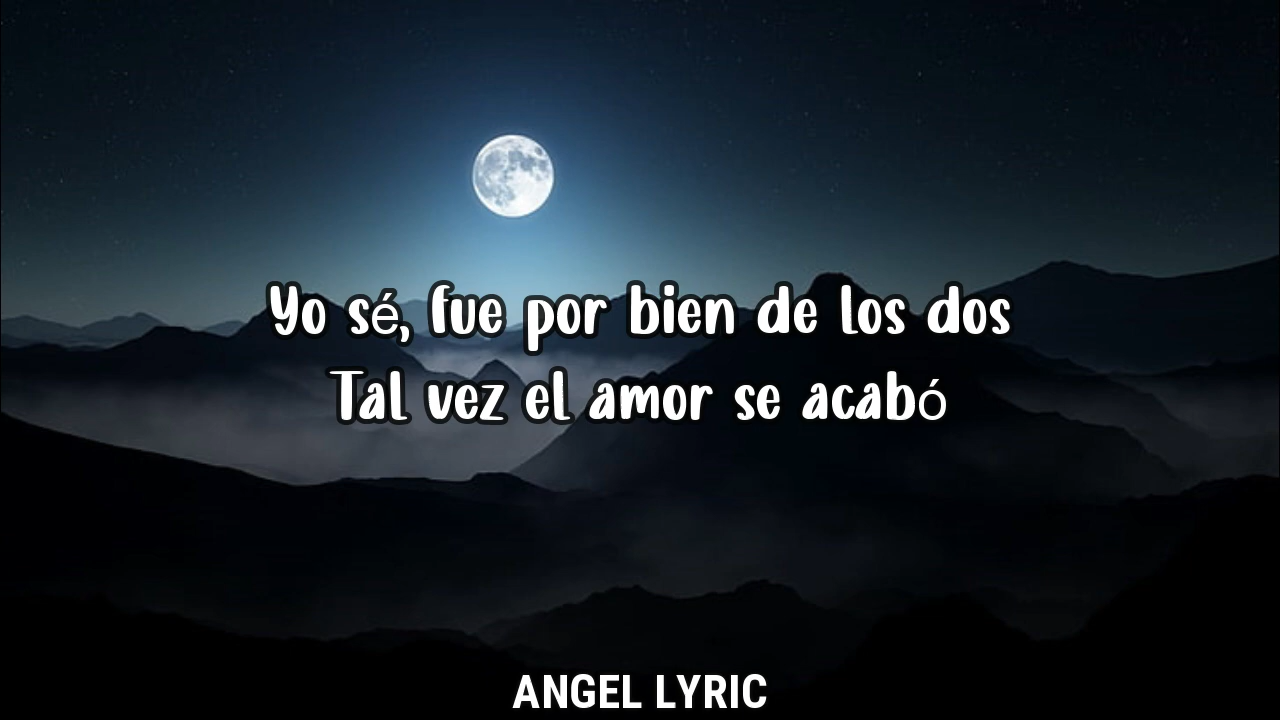 Yo sé, fue por bien de los dos
Tal vez el amor se acabó
ANGEL LYRIC